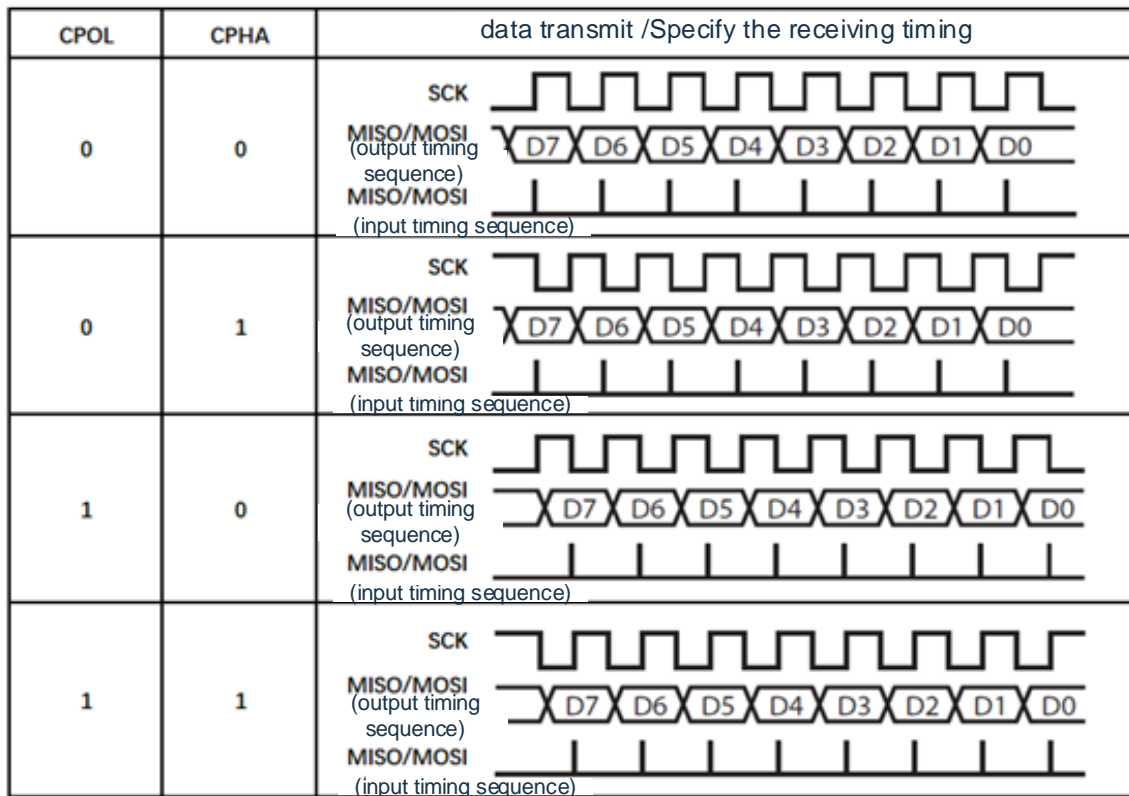 CPOL CPHA data transmit /Specify the receiving timing
SCK
0 0 MISO/MOSI
(output timing D7 D6 D5 D4 D3 D2 D1 D0
sequence)
MISO/MOSI
(input timing sequence)
SCK
0 1 MISO/MOSI
(output timing D7 D6 D5 D4 D3 D2 D1 D0
sequence)
MISO/MOSI
(input timing sequence)
SCK
1 0 MISO/MOSI
(output timing D7 D6 D5 D4 D3 D2 D1 D0
sequence)
MISO/MOSI
(input timing sequence)
SCK
1 1 MISO/MOSI
(output timing D7 D6 D5 D4 D3 D2 D1 D0
sequence)
MISO/MOSI
(input timing sequence)